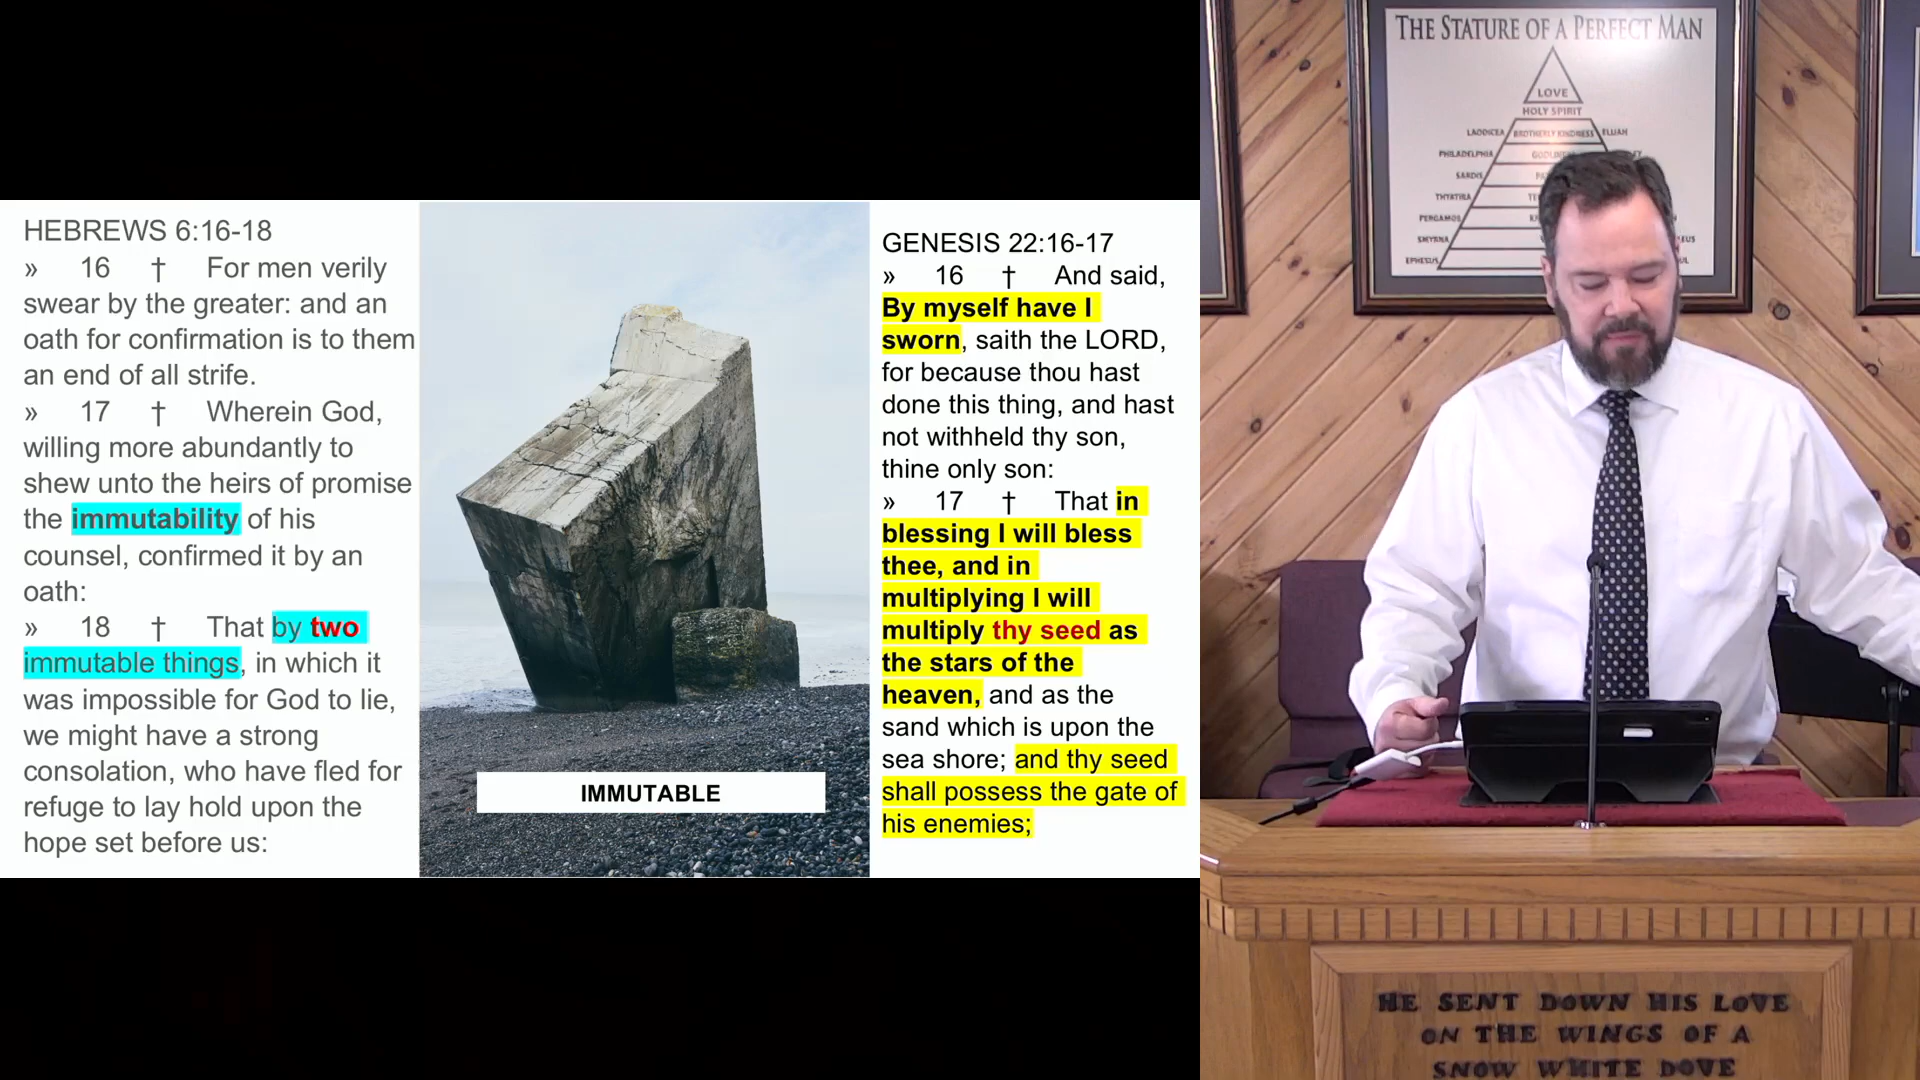 HEBREWS 6:16-18
» 16 † For men verily
swear by the greater: and an
oath for confirmation is to them
an end of all strife.
» 17 † Wherein God,
willing more abundantly to
shew unto the heirs of promise
the immutability of his
counsel, confirmed it by an
oath:
» 18 † That by two
immutable things, in which it
was impossible for God to lie,
we might have a strong
consolation, who have fled for
refuge to lay hold upon the
hope set before us:
IMMUTABLE
GENESIS 22:16-17
» 16 † And said,
By myself have I
sworn, saith the LORD,
for because thou hast
done this thing, and hast
not withheld thy son,
thine only son:
» 17 † That in
blessing I will bless
thee, and in
multiplying I will
multiply thy seed as
the stars of the
heaven, and as the
sand which is upon the
sea shore; and thy seed
shall possess the gate of
his enemies;
THE STATURE OF A PERFECT MAN
LOVE
HOLY SPIRIT
LAODICEA BROTHERLY KINDNESS ELIJAH
PHILADELPHIA
SARDIS
THYATIRA
PERGAMOS
SMYRNA
EPHESUS
HE SENT DOWN HIS LOVE
ON THE WINGS OF A
SNOW WHITE DOVE